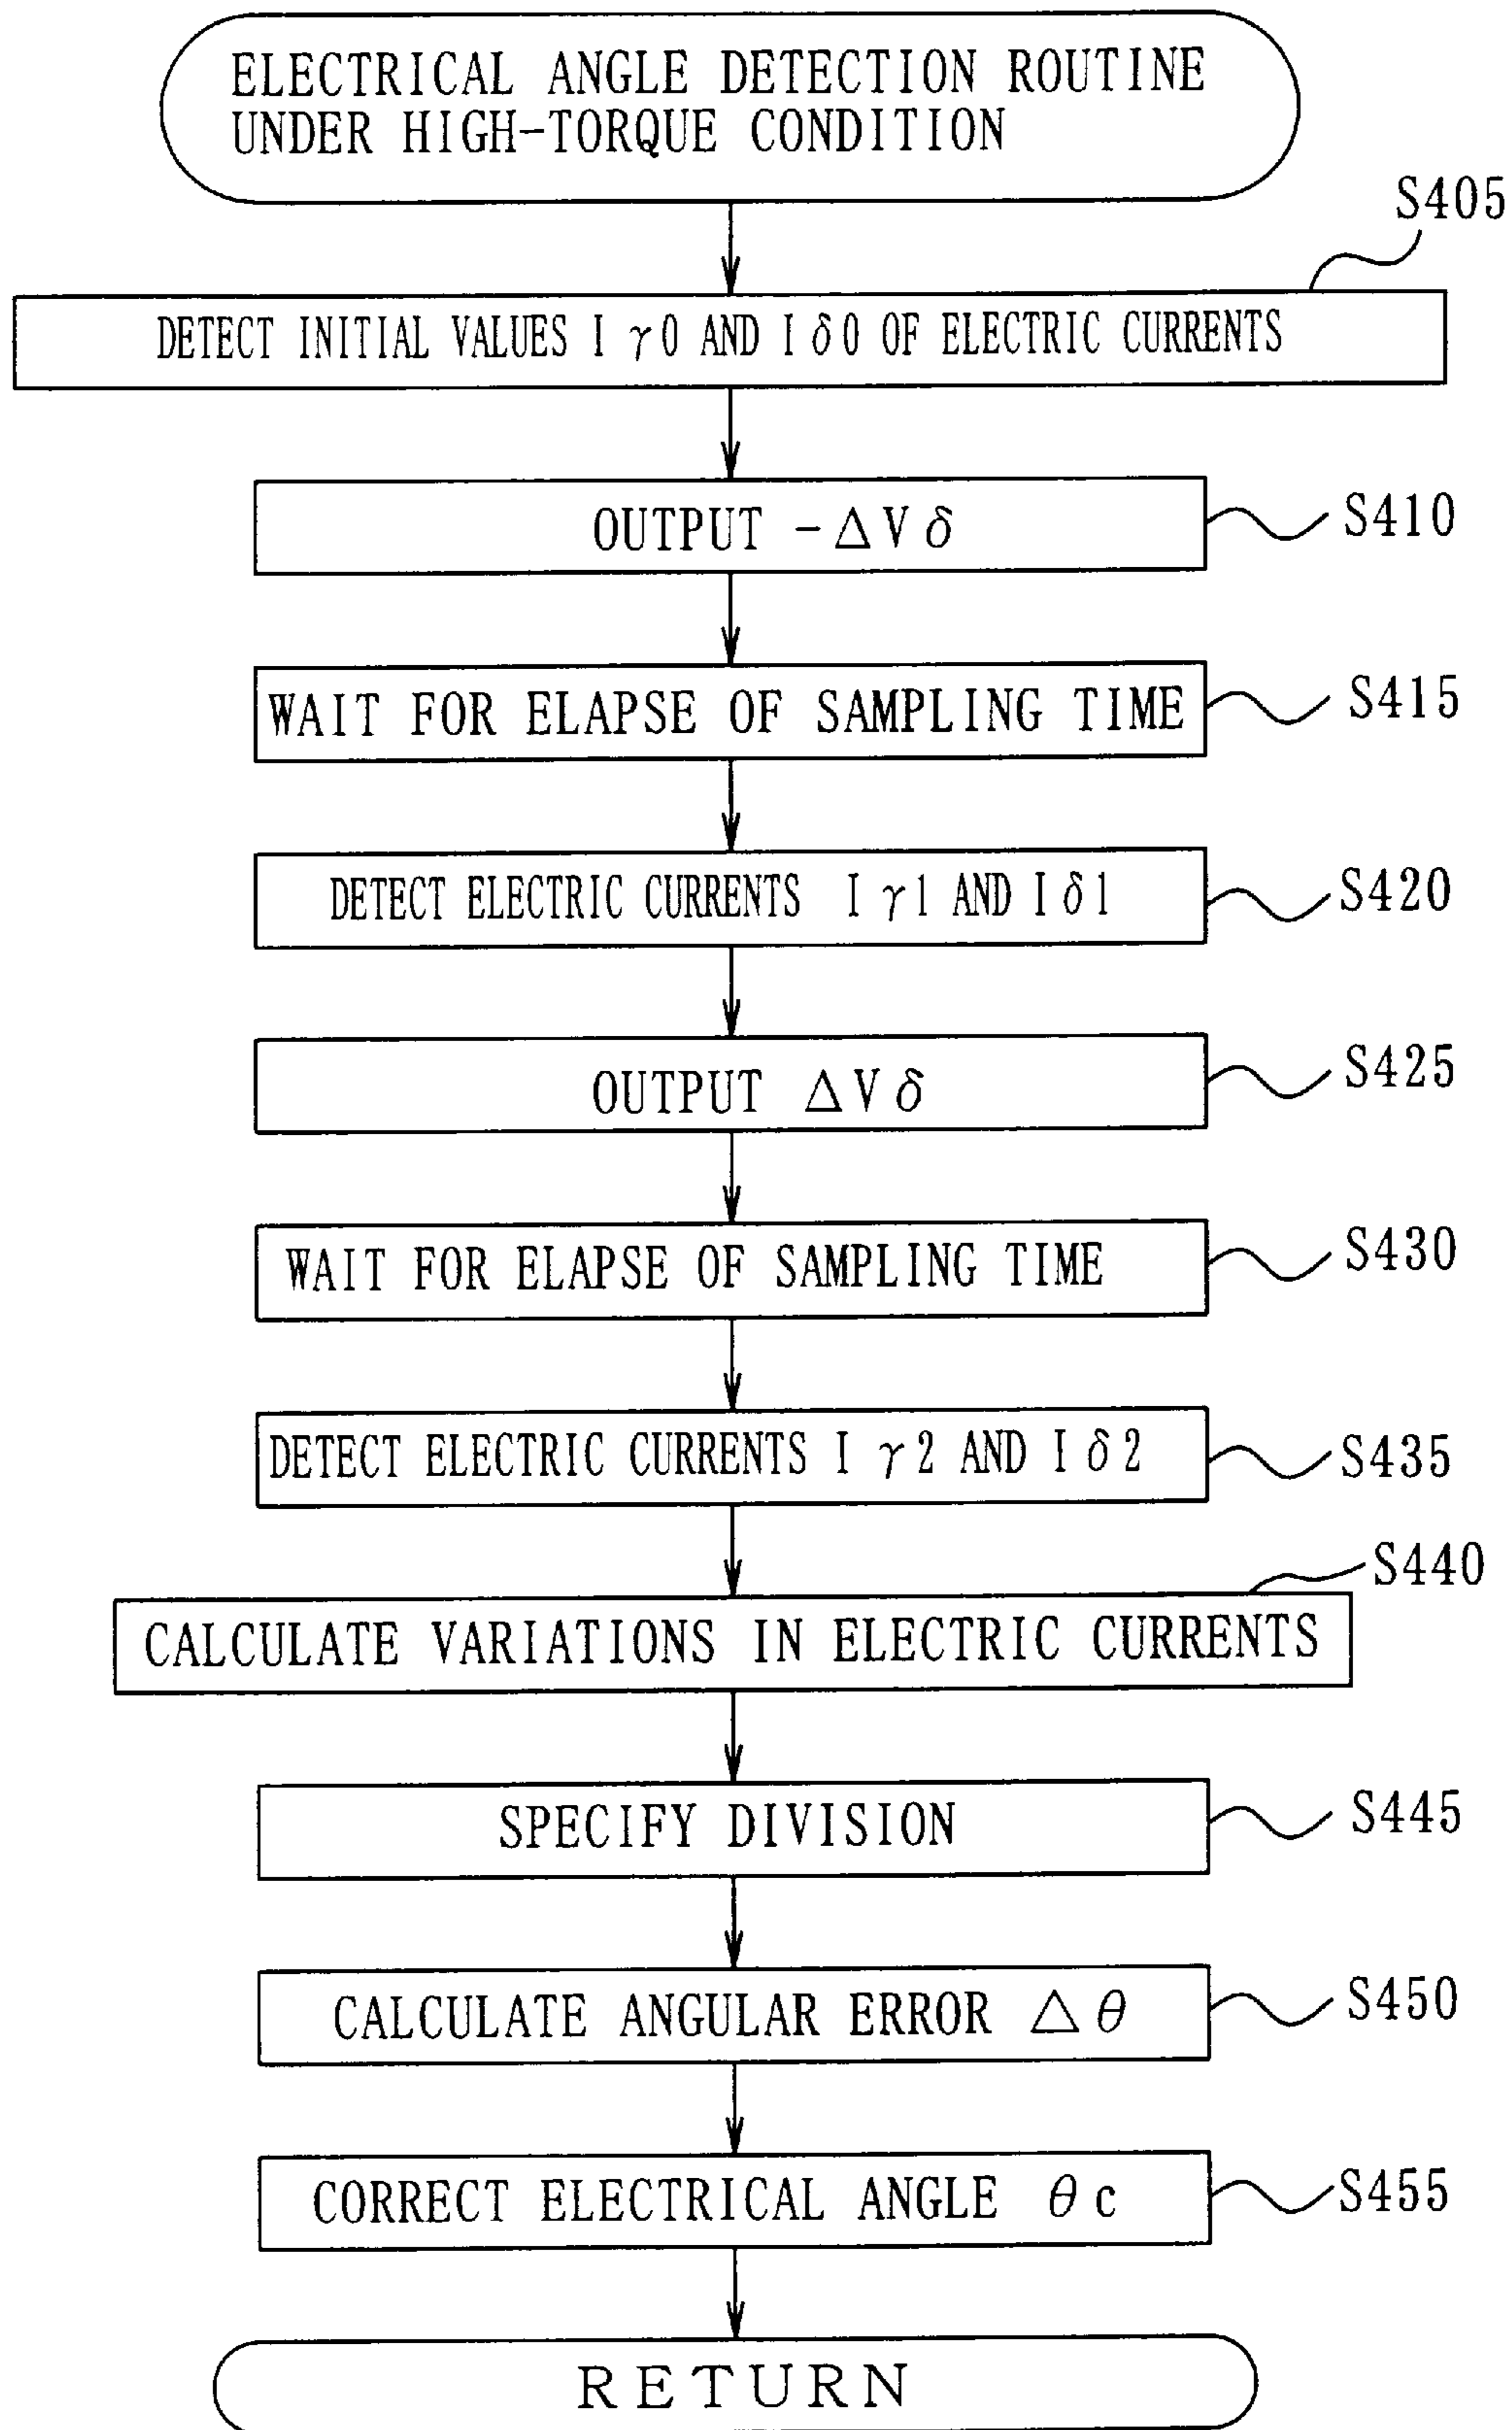 ELECTRICAL ANGLE DETECTION ROUTINE
UNDER HIGH-TORQUE CONDITION
S405
DETECT INITIAL VALUES I γ0 AND I δ0 OF ELECTRIC CURRENTS
OUTPUT -ΔVδ
S410
WAIT FOR ELAPSE OF SAMPLING TIME
S415
DETECT ELECTRIC CURRENTS I γ1 AND I δ1
S420
OUTPUT ΔVδ
S425
WAIT FOR ELAPSE OF SAMPLING TIME
S430
DETECT ELECTRIC CURRENTS I γ2 AND I δ2
S435
S440
CALCULATE VARIATIONS IN ELECTRIC CURRENTS
SPECIFY DIVISION
S445
CALCULATE ANGULAR ERROR Δθ
S450
CORRECT ELECTRICAL ANGLE θc
S455
RETURN